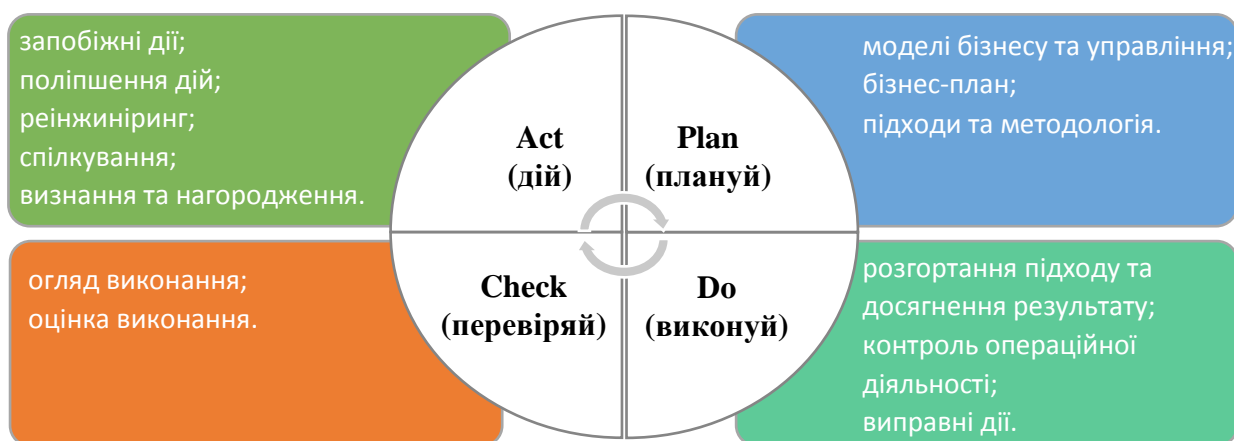 запобіжні дії;
поліпшення дій;
реінжиніринг;
спілкування;
визнання та нагородження.
Act
(дій)
Plan
(плануй)
моделі бізнесу та управління;
бізнес-план;
підходи та методологія.
огляд виконання;
оцінка виконання.
Check
(перевіряй)
Do
(виконуй)
розгортання підходу та
досягнення результату;
контроль операційної
діяльності;
виправні дії.